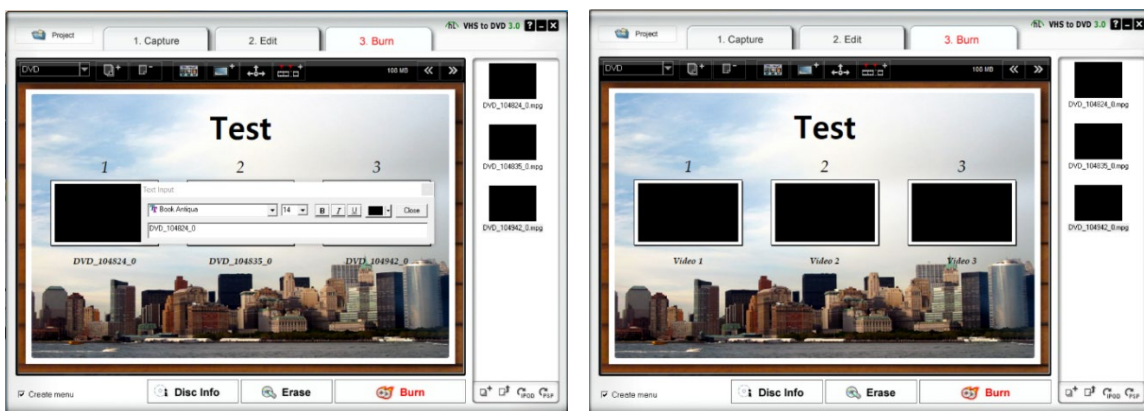 VHS to DVD 3.0
Project
1. Capture
2. Edit
3. Burn
DVD
100 MB
Test
1
2
3
Text Input
Book Antiqua
14
B
I
U
Close
DVD_104824_0
DVD_104824_0
DVD_104835_0
DVD_104942_0
DVD_104824_0.mpg
DVD_104835_0.mpg
DVD_104942_0.mpg
Create menu
Disc Info
Erase
Burn
IPOD
PSP
VHS to DVD 3.0
Project
1. Capture
2. Edit
3. Burn
DVD
100 MB
Test
1
2
3
Video 1
Video 2
Video 3
DVD_104824_0.mpg
DVD_104835_0.mpg
DVD_104942_0.mpg
Create menu
Disc Info
Erase
Burn
IPOD
PSP